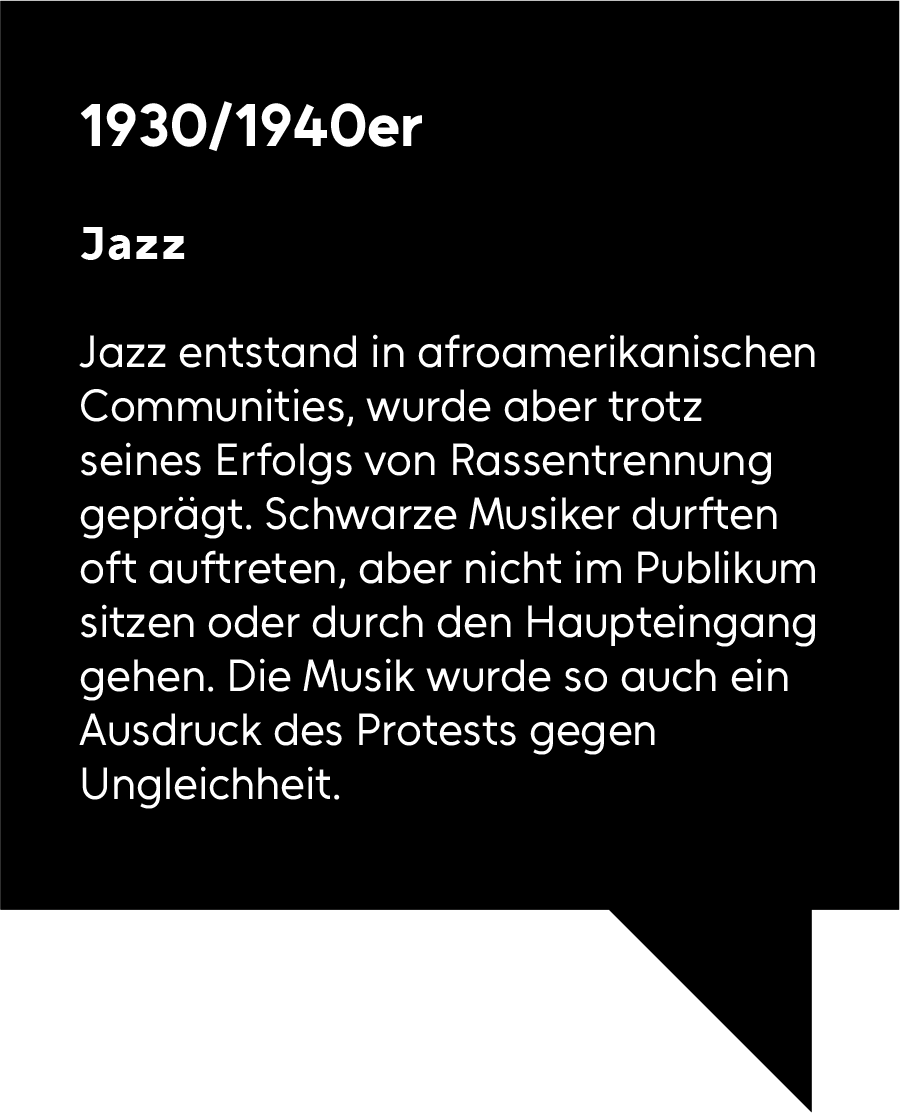 1930/1940er
Jazz
Jazz entstand in afroamerikanischen
Communities, wurde aber trotz
seines Erfolgs von Rassentrennung
geprägt. Schwarze Musiker durften
oft auftreten, aber nicht im Publikum
sitzen oder durch den Haupteingang
gehen. Die Musik wurde so auch ein
Ausdruck des Protests gegen
Ungleichheit.